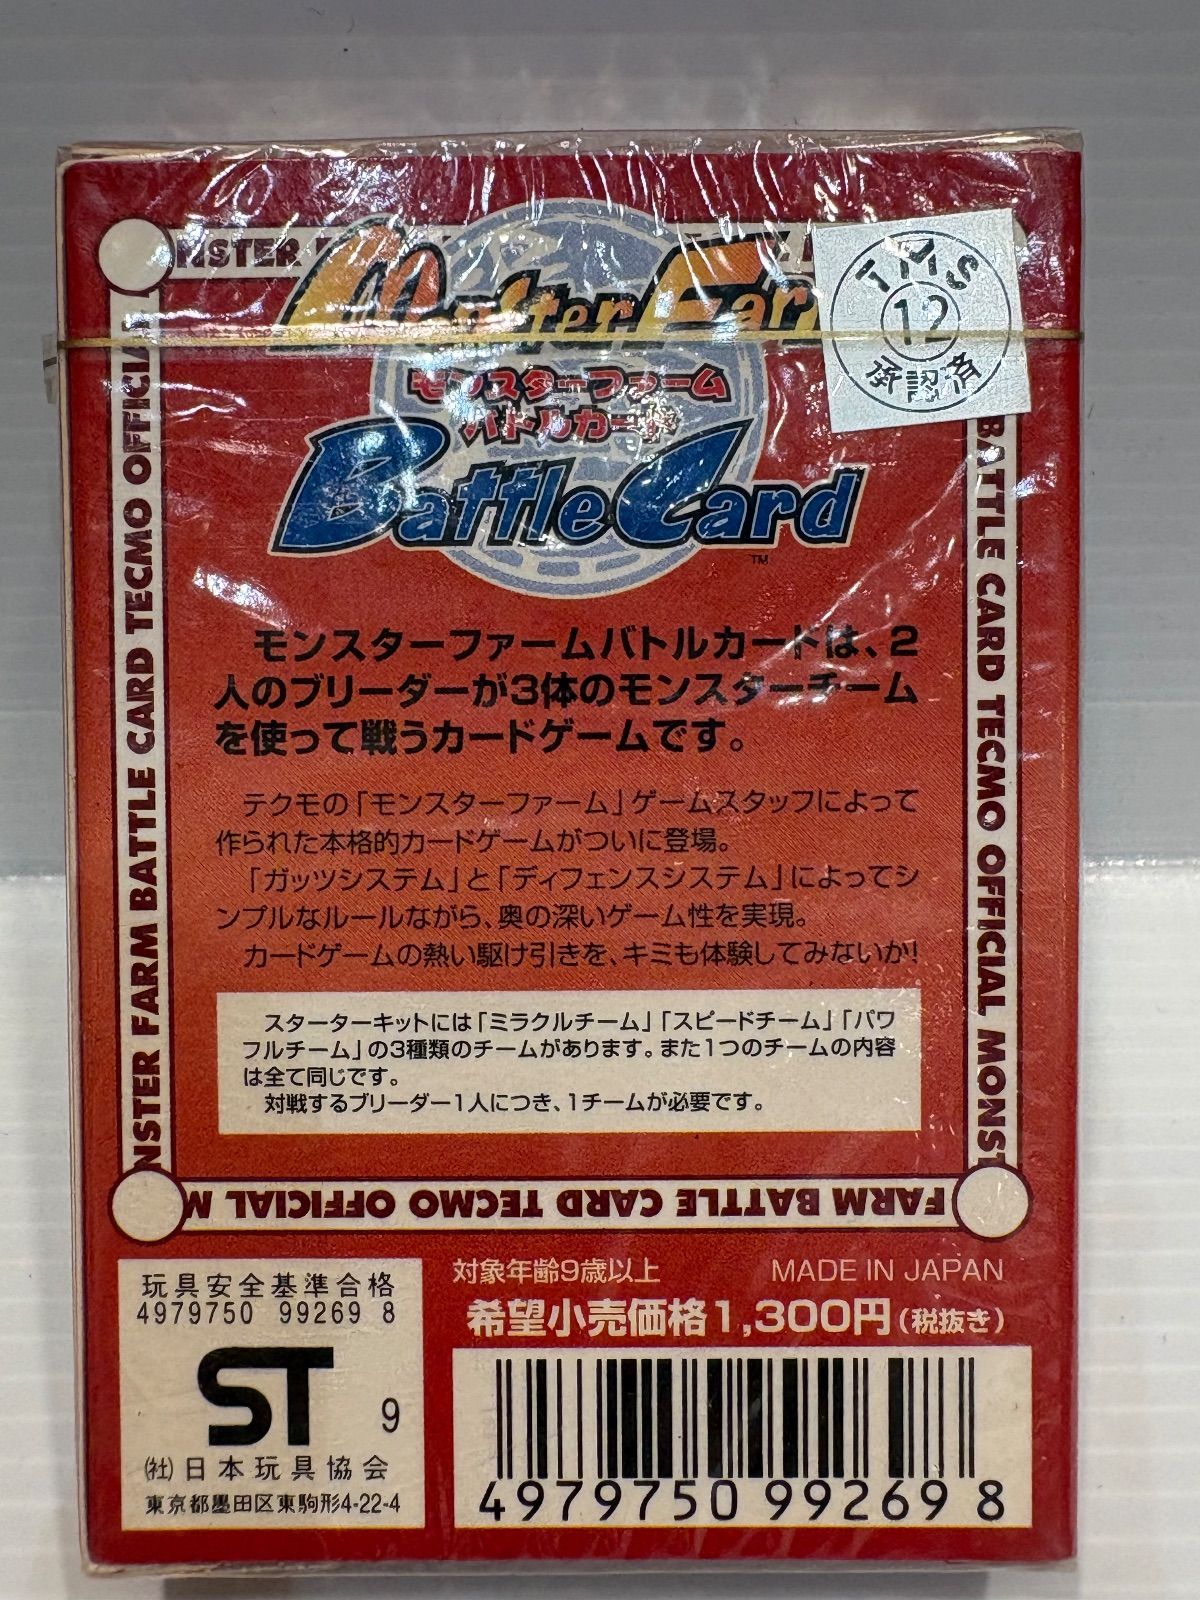 NSTER F
Monster Far
モンスターファーム
バトルカード
Battle Card
TM
TMS
12
承認済
NSTER FARM BATTLE CARD TECMO OFFICIAL
BATTLE CARD TECMO OFFICIAL MONST
モンスターファームバトルカードは、2
人のブリーダーが3体のモンスターチーム
を使って戦うカードゲームです。
テクモの「モンスターファーム」ゲームスタッフによって
作られた本格的カードゲームがついに登場。
「ガッツシステム」と「ディフェンスシステム」によってシ
ンプルなルールながら、奥の深いゲーム性を実現。
カードゲームの熱い駆け引きを、キミも体験してみないか!
スターターキットには「ミラクルチーム」「スピードチーム」「パワ
フルチーム」の3種類のチームがあります。また1つのチームの内容
は全て同じです。
対戦するブリーダー1人につき、1チームが必要です。
FARM BATTLE CARD TECMO OFFICIAL M
玩具安全基準合格
4979750 99269 8
ST 9
(社)日本玩具協会
東京都墨田区東駒形4-22-4
対象年齢9歳以上 MADE IN JAPAN
希望小売価格1,300円(税抜き)
4979750 992698